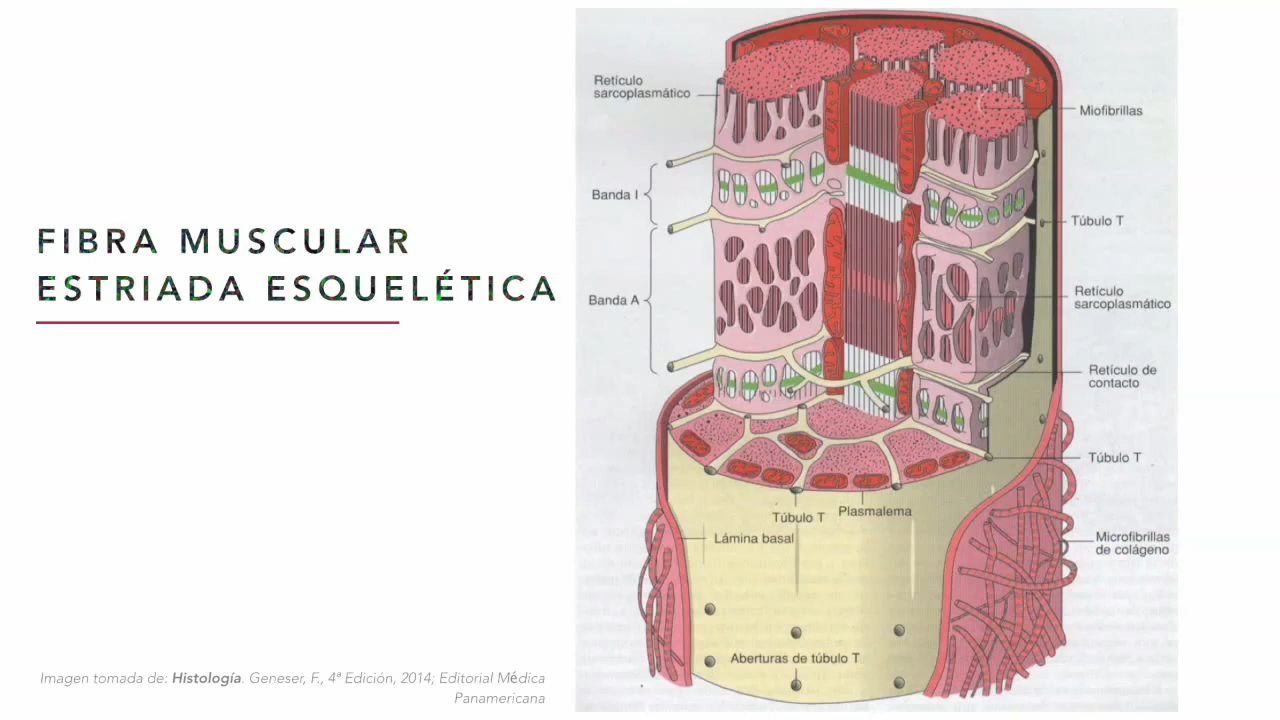 FIBRA MUSCULAR
ESTRIADA ESQUELÉTICA
Imagen tomada de: Histología. Geneser, F., 4ª Edición, 2014; Editorial Médica
Panamericana
Retículo
sarcoplasmático
Banda I
Banda A
Miofibrillas
Túbulo T
Retículo
sarcoplasmático
Retículo de
contacto
Túbulo T
Túbulo T
Plasmalema
Lámina basal
Microfibrillas
de colágeno
Aberturas de túbulo T